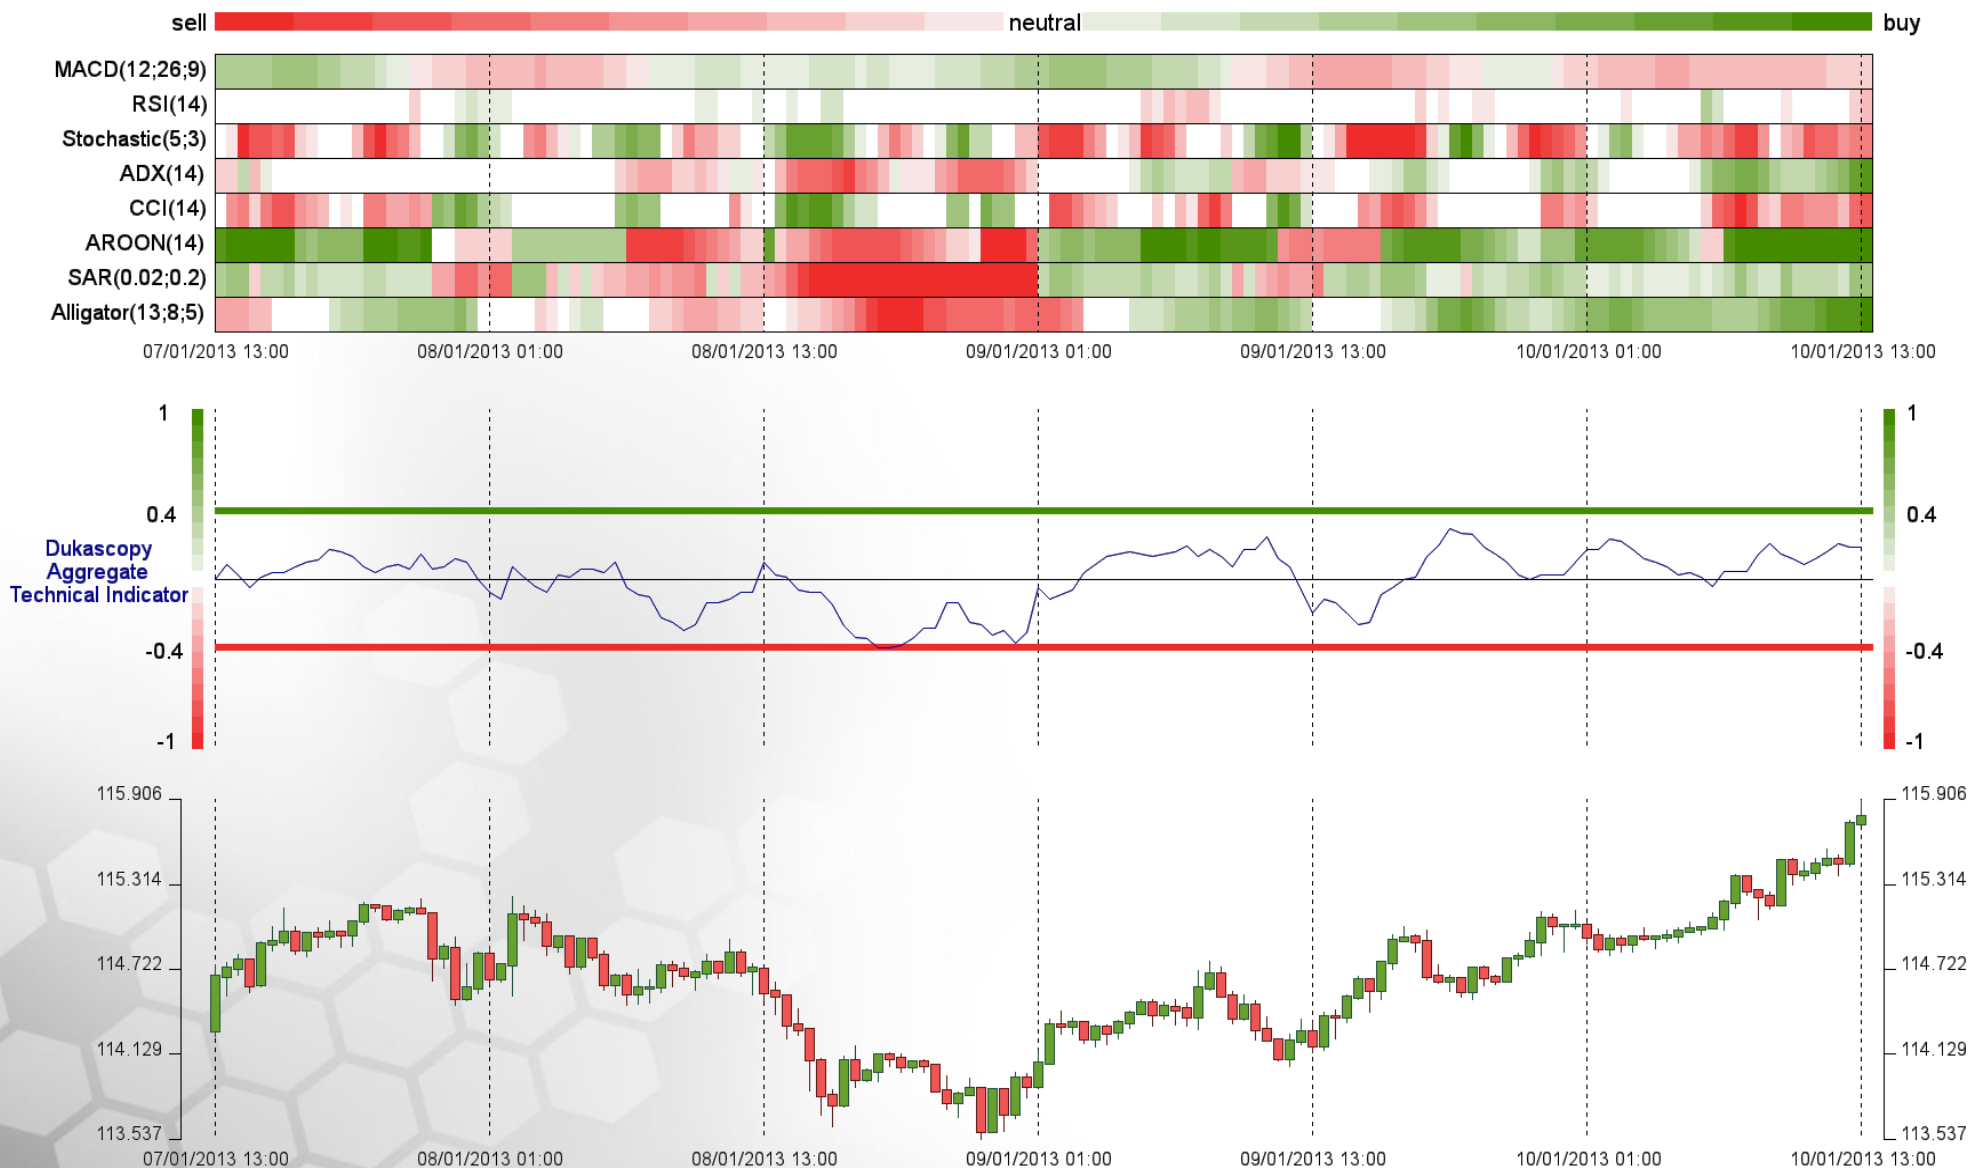 sell neutral buy
MACD(12;26;9)
RSI(14)
Stochastic(5;3)
ADX(14)
CCI(14)
AROON(14)
SAR(0.02;0.2)
Alligator(13;8;5)
07/01/2013 13:00 08/01/2013 01:00 08/01/2013 13:00 09/01/2013 01:00 09/01/2013 13:00 10/01/2013 01:00 10/01/2013 13:00
1 1
0.4 0.4
Dukascopy
Aggregate
Technical Indicator
-0.4 -0.4
-1 -1
115.906 115.906
115.314 115.314
114.722 114.722
114.129 114.129
113.537 113.537
07/01/2013 13:00 08/01/2013 01:00 08/01/2013 13:00 09/01/2013 01:00 09/01/2013 13:00 10/01/2013 01:00 10/01/2013 13:00